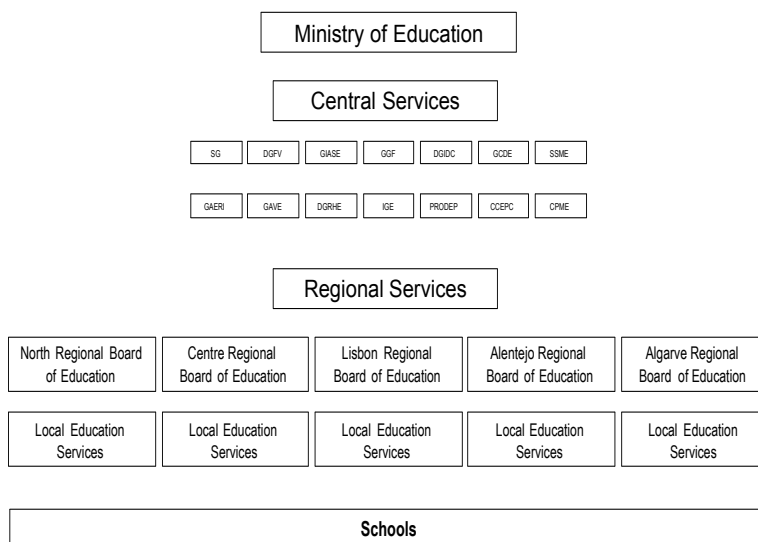 Ministry of Education
Central Services
SG DGFV GIASE GGF DGIDC GCDE SSME
GAERI GAVE DGRHE IGE PRODEP CCEPC CPME
Regional Services
North Regional Board
of Education
Centre Regional
Board of Education
Lisbon Regional
Board of Education
Alentejo Regional
Board of Education
Algarve Regional
Board of Education
Local Education
Services
Local Education
Services
Local Education
Services
Local Education
Services
Local Education
Services
Schools